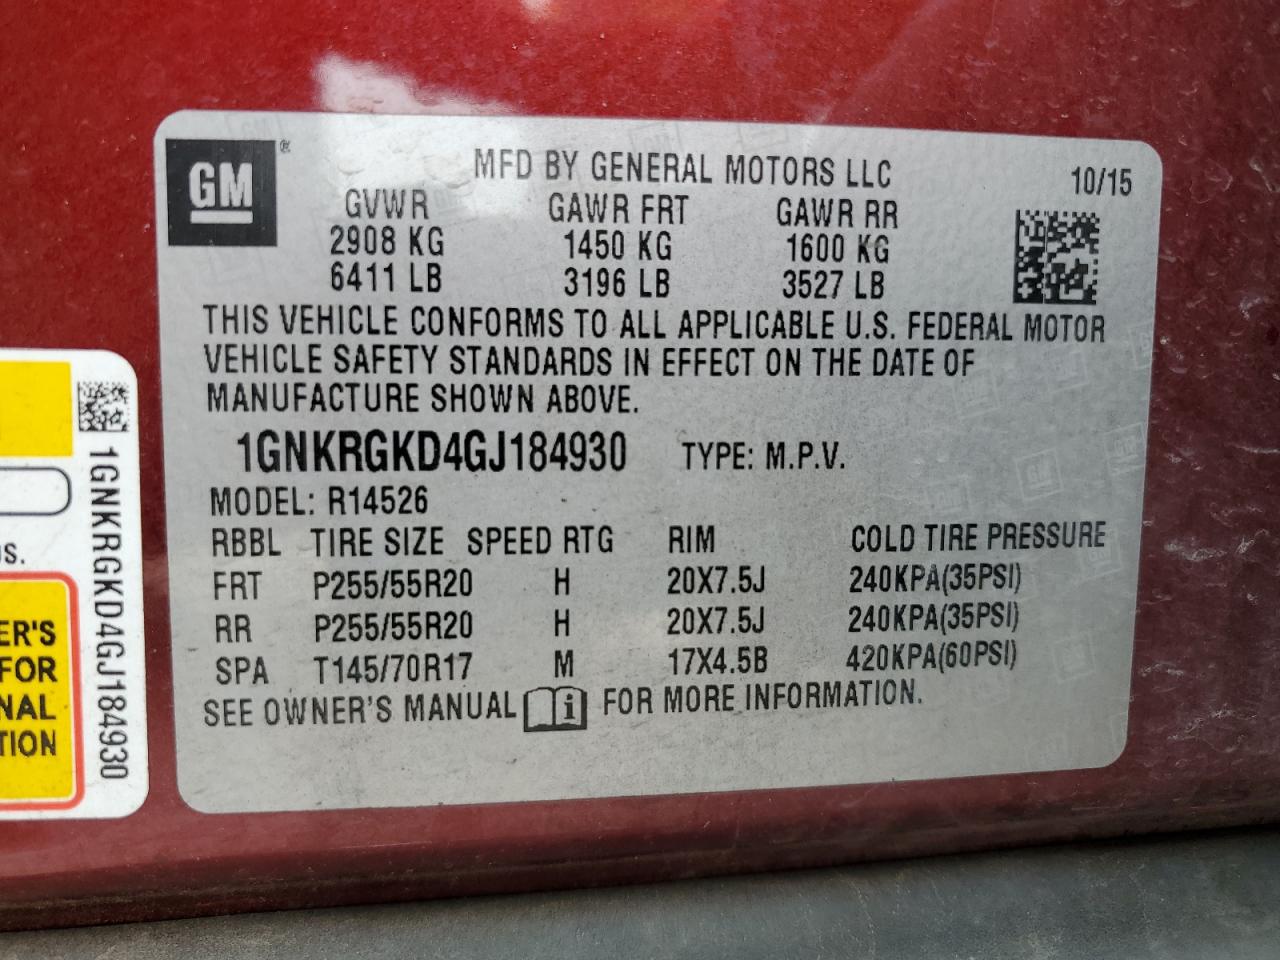 GM ®
MFD BY GENERAL MOTORS LLC 10/15
GVWR GAWR FRT GAWR RR
2908 KG 1450 KG 1600 KG
6411 LB 3196 LB 3527 LB
THIS VEHICLE CONFORMS TO ALL APPLICABLE U.S. FEDERAL MOTOR
VEHICLE SAFETY STANDARDS IN EFFECT ON THE DATE OF
MANUFACTURE SHOWN ABOVE.
1GNKRGKD4GJ184930 TYPE: M.P.V.
MODEL: R14526
RBBL TIRE SIZE SPEED RTG RIM COLD TIRE PRESSURE
FRT P255/55R20 H 20X7.5J 240KPA(35PSI)
RR P255/55R20 H 20X7.5J 240KPA(35PSI)
SPA T145/70R17 M 17X4.5B 420KPA(60PSI)
SEE OWNER'S MANUAL i FOR MORE INFORMATION.
1GNKRGKD4GJ184930
ER'S
FOR
NAL
TION